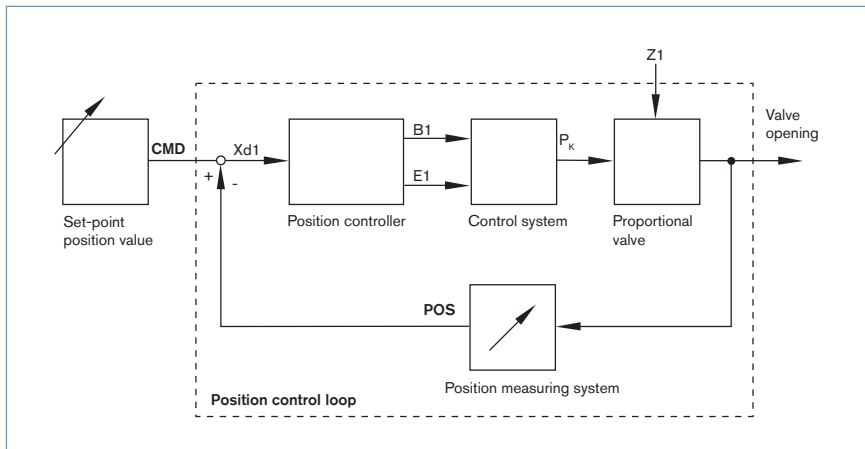 Z1
Valve
opening
CMD
Xd1
B1
E1
P_K
+
-
Set-point
position value
Position controller
Control system
Proportional
valve
POS
Position measuring system
Position control loop